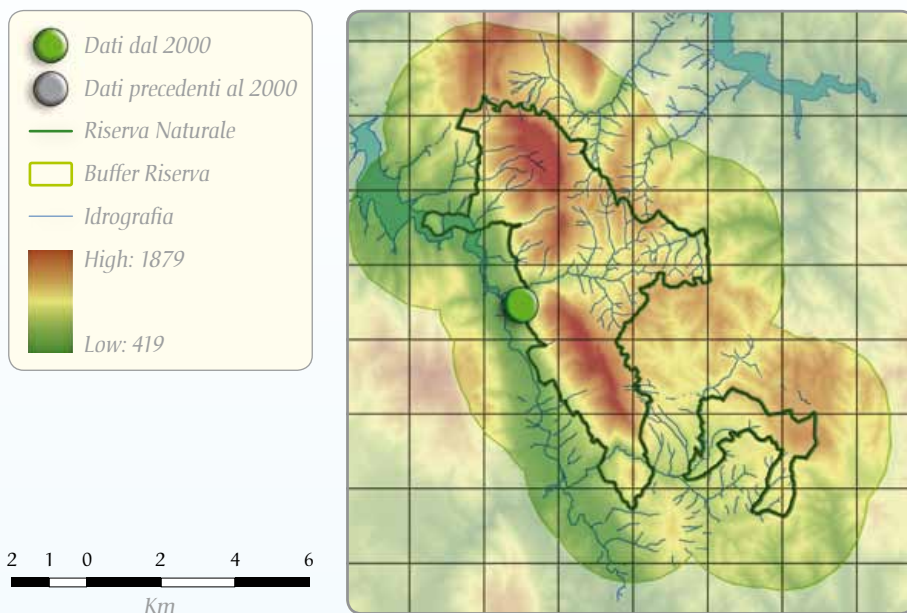 Dati dal 2000
Dati precedenti al 2000
Riserva Naturale
Buffer Riserva
Idrografia
High: 1879
Low: 419
2 1 0 2 4 6
Km